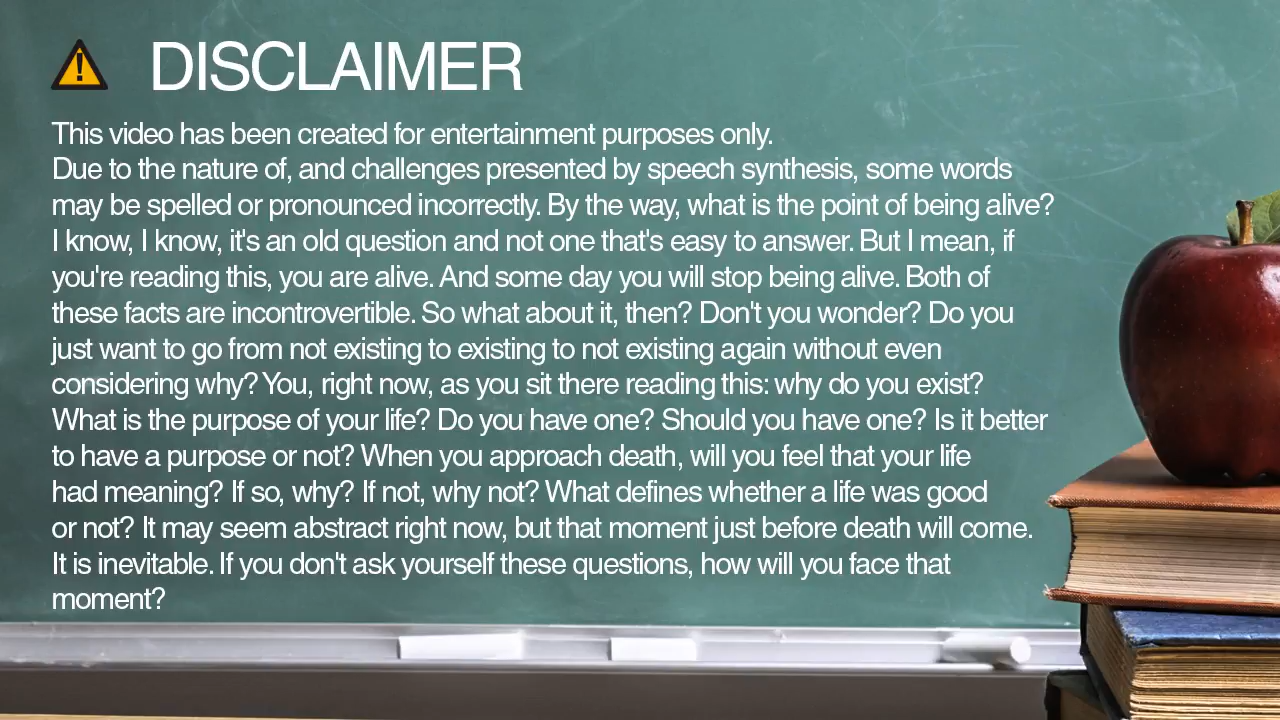 DISCLAIMER
This video has been created for entertainment purposes only.
Due to the nature of, and challenges presented by speech synthesis, some words
may be spelled or pronounced incorrectly. By the way, what is the point of being alive?
I know, I know, it's an old question and not one that's easy to answer. But I mean, if
you're reading this, you are alive. And some day you will stop being alive. Both of
these facts are incontrovertible. So what about it, then? Don't you wonder? Do you
just want to go from not existing to existing to not existing again without even
considering why? You, right now, as you sit there reading this: why do you exist?
What is the purpose of your life? Do you have one? Should you have one? Is it better
to have a purpose or not? When you approach death, will you feel that your life
had meaning? If so, why? If not, why not? What defines whether a life was good
or not? It may seem abstract right now, but that moment just before death will come.
It is inevitable. If you don't ask yourself these questions, how will you face that
moment?